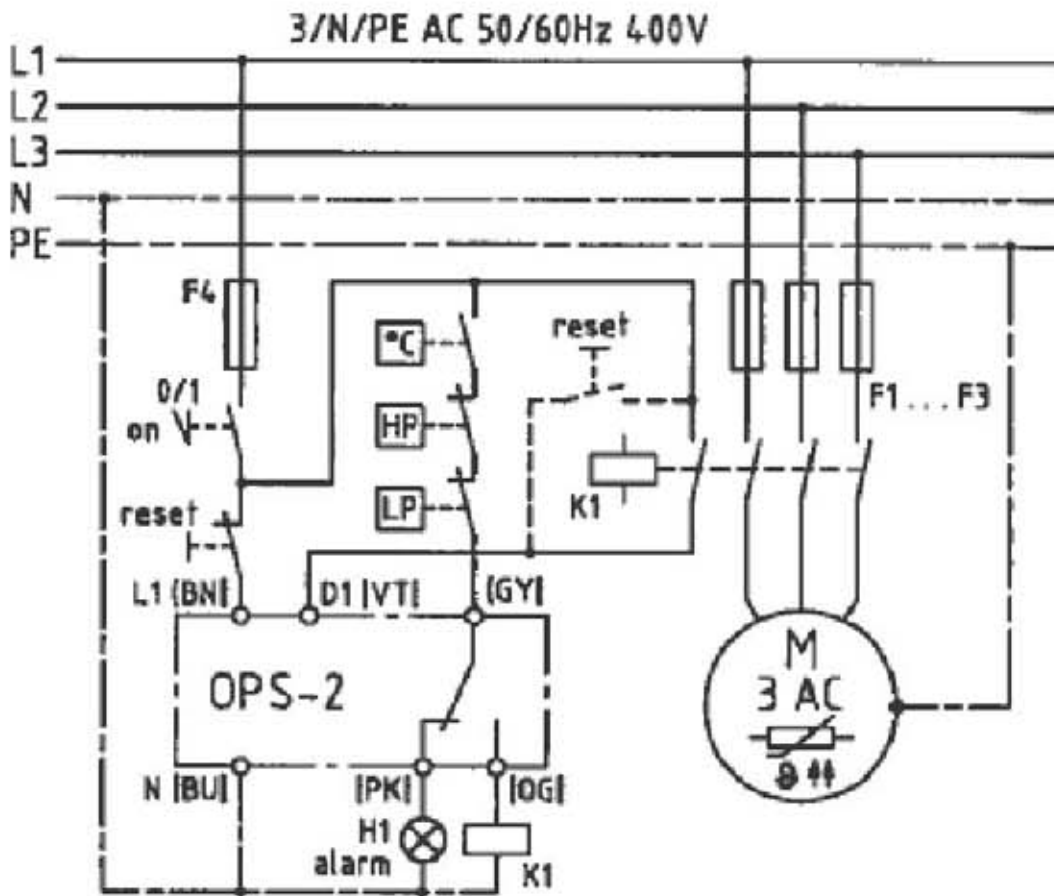 3/N/PE AC 50/60Hz 400V
L1
L2
L3
N
PE
F4
°C
reset
0/1
on
HP
F1...F3
LP
K1
reset
L1 (BN)
D1 |VT|
(GY|
M
3 AC
OPS-2
ϑ
N |BU|
|PK|
|OG|
H1
alarm
K1